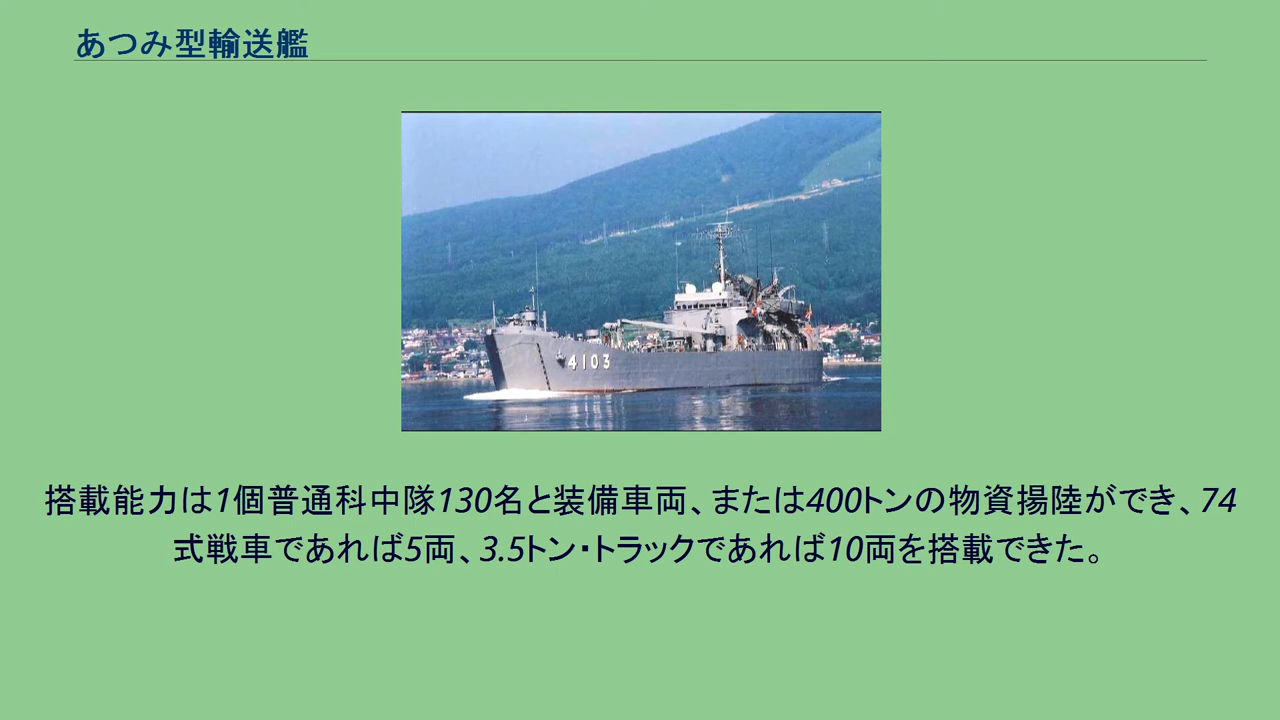 あつみ型輸送艦
4103
搭載能力は1個普通科中隊130名と装備車両、または400トンの物資揚陸ができ、74
式戦車であれば5両、3.5トン・トラックであれば10両を搭載できた。